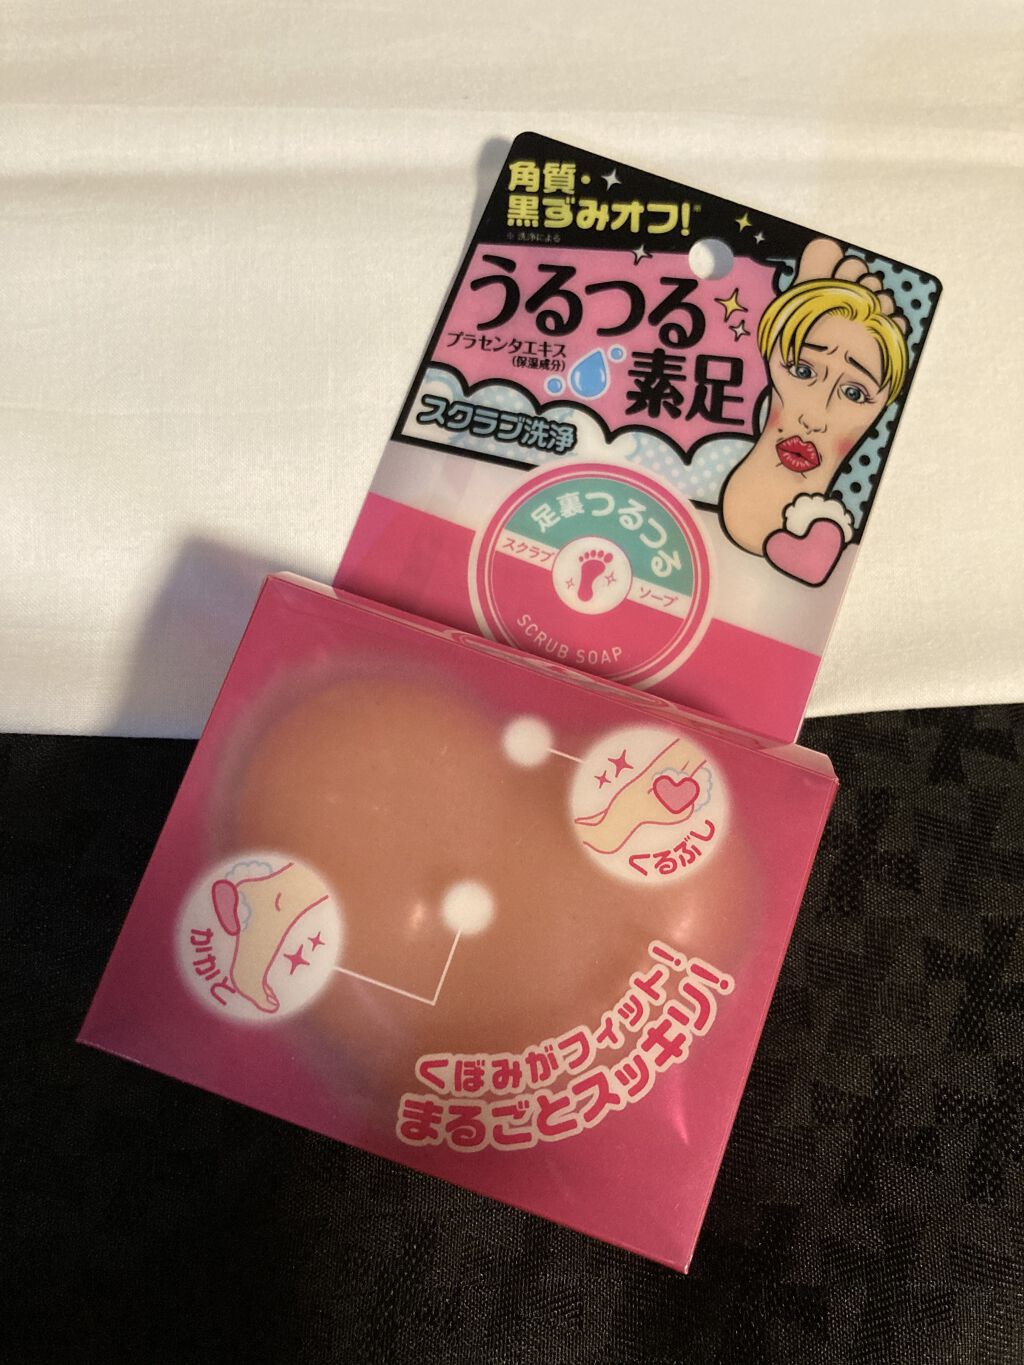 角質・
黒ずみオフ!※
※ 洗浄による
うるつる
素足
プラセンタエキス
(保湿成分)
スクラブ洗浄
足裏つるつる
スクラブ
ソープ
SCRUB SOAP
くるぶし
かかと
くぼみがフィット!
まるごとスッキリ!